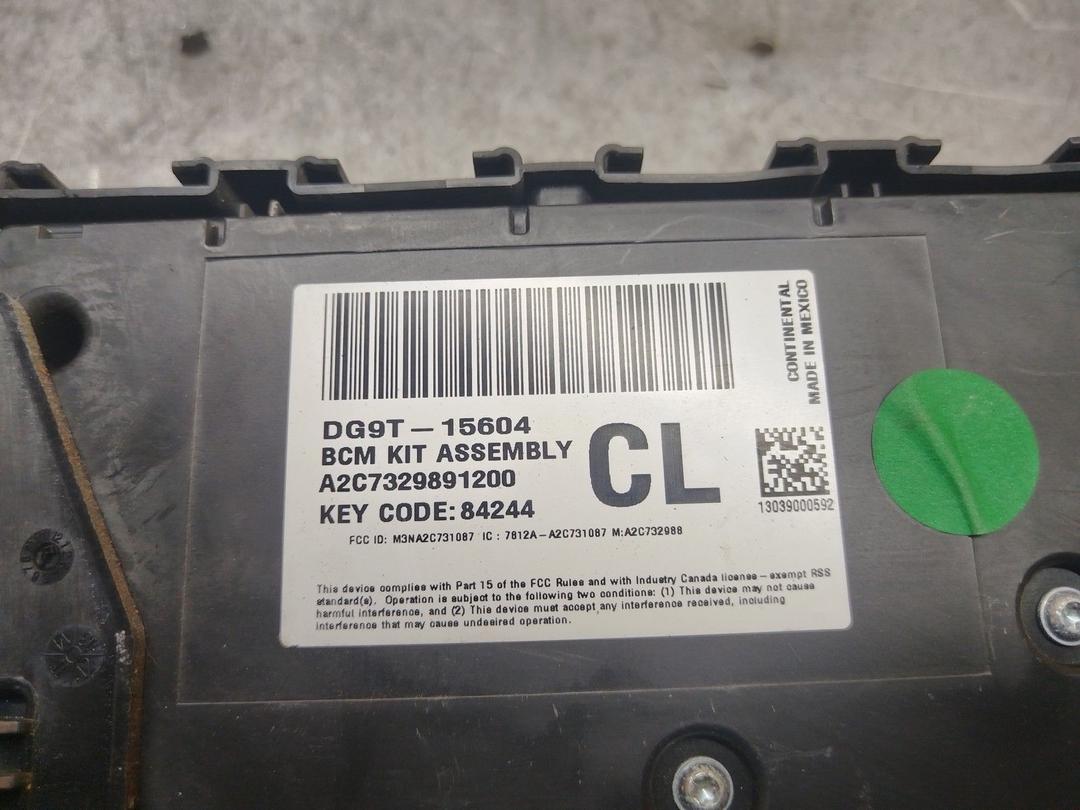 CONTINENTAL
MADE IN MEXICO
DG9T-15604
BCM KIT ASSEMBLY
A2C7329891200
KEY CODE: 84244
CL
13039000592
FCC ID: M3NA2C731087 IC : 7812A-A2C731087 M:A2C732988
This device complies with Part 15 of the FCC Rules and with Industry Canada license-exempt RSS
standard(s). Operation is subject to the following two conditions: (1) This device may not cause
harmful interference, and (2) This device must accept any interference received, including
interference that may cause undesired operation.